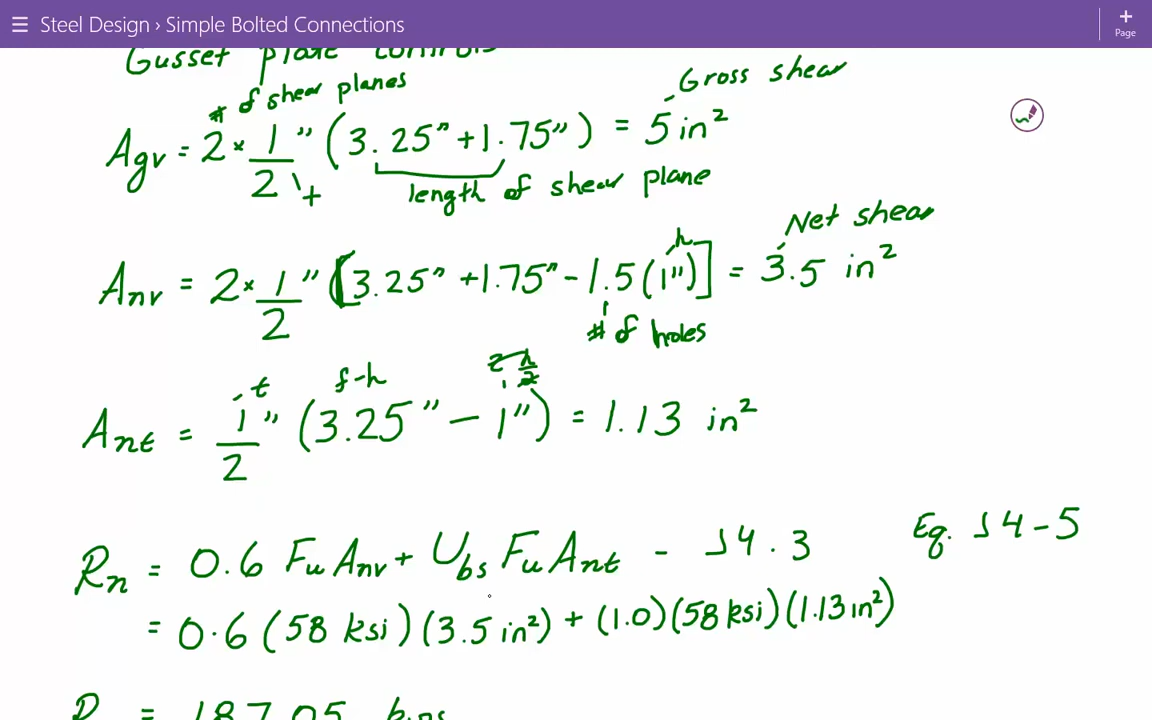 Steel Design › Simple Bolted Connections
Page
Gusset plate controls
# of shear planes
Gross shear
Agv = 2 × 1/2" (3.25" + 1.75") = 5 in²
t
length of shear plane
Net shear
h
Anv = 2 × 1/2" [3.25" + 1.75" - 1.5 (1")] = 3.5 in²
# of holes
t f-h
Ant = 1/2" (3.25" - 1") = 1.13 in²
Rn = 0.6 Fu Anv + Ubs Fu Ant - J4.3 Eq. J4-5
= 0.6 (58 ksi) (3.5 in²) + (1.0) (58 ksi) (1.13 in²)
= 187.05 kips